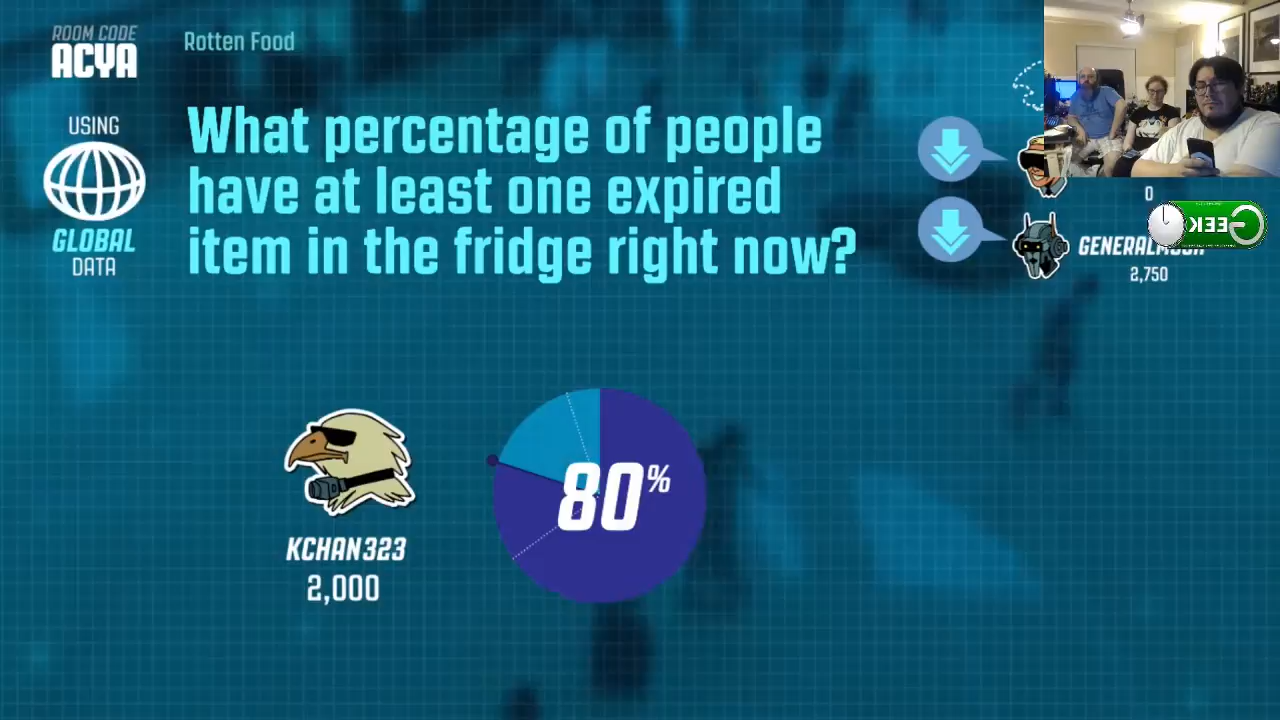 ROOM CODE
ACYA
Rotten Food
USING
GLOBAL
DATA
What percentage of people
have at least one expired
item in the fridge right now?
0
GEEK
2,750
80%
KCHAN323
2,000